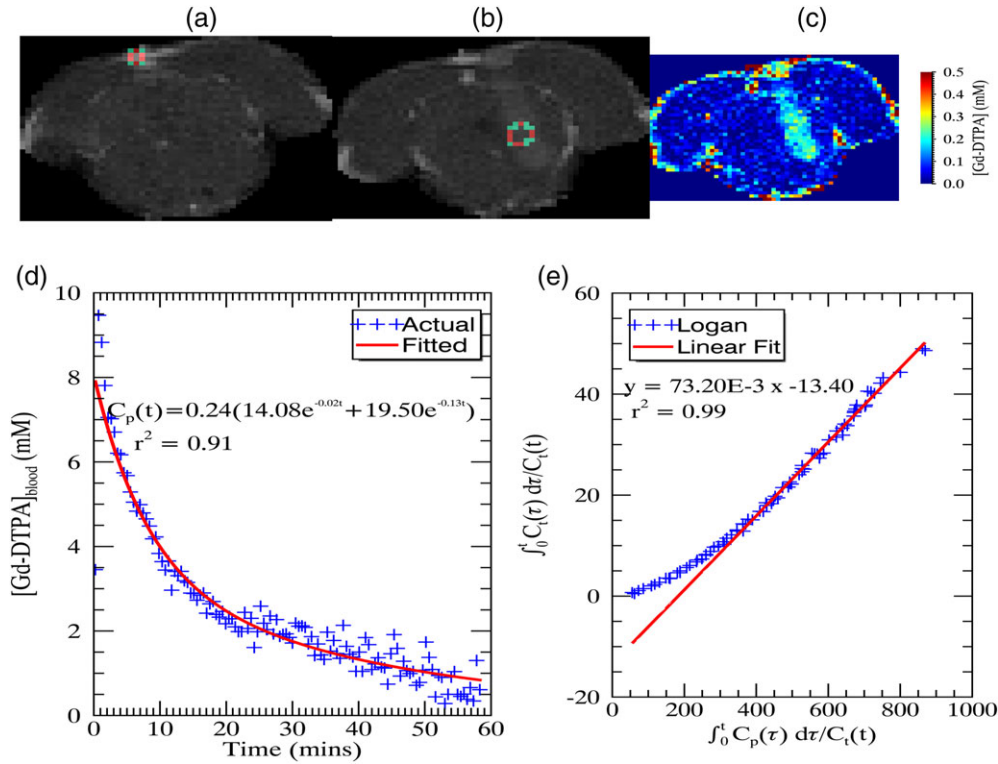 (a) (b) (c)
0.5
0.4
0.3
0.2
0.1
0.0
[Gd-DTPA] (mM)
(d)
10
8
6
4
2
0
[Gd-DTPA]blood (mM)
Actual
Fitted
Cp(t)=0.24(14.08e^-0.02t+19.50e^-0.13t)
r² = 0.91
0 10 20 30 40 50 60
Time (mins)
(e)
60
40
20
0
-20
∫₀ᵗ Cₜ(τ) dτ/Cₜ(t)
Logan
Linear Fit
y = 73.20E-3 x -13.40
r² = 0.99
0 200 400 600 800 1000
∫₀ᵗ Cp(τ) dτ/Cₜ(t)